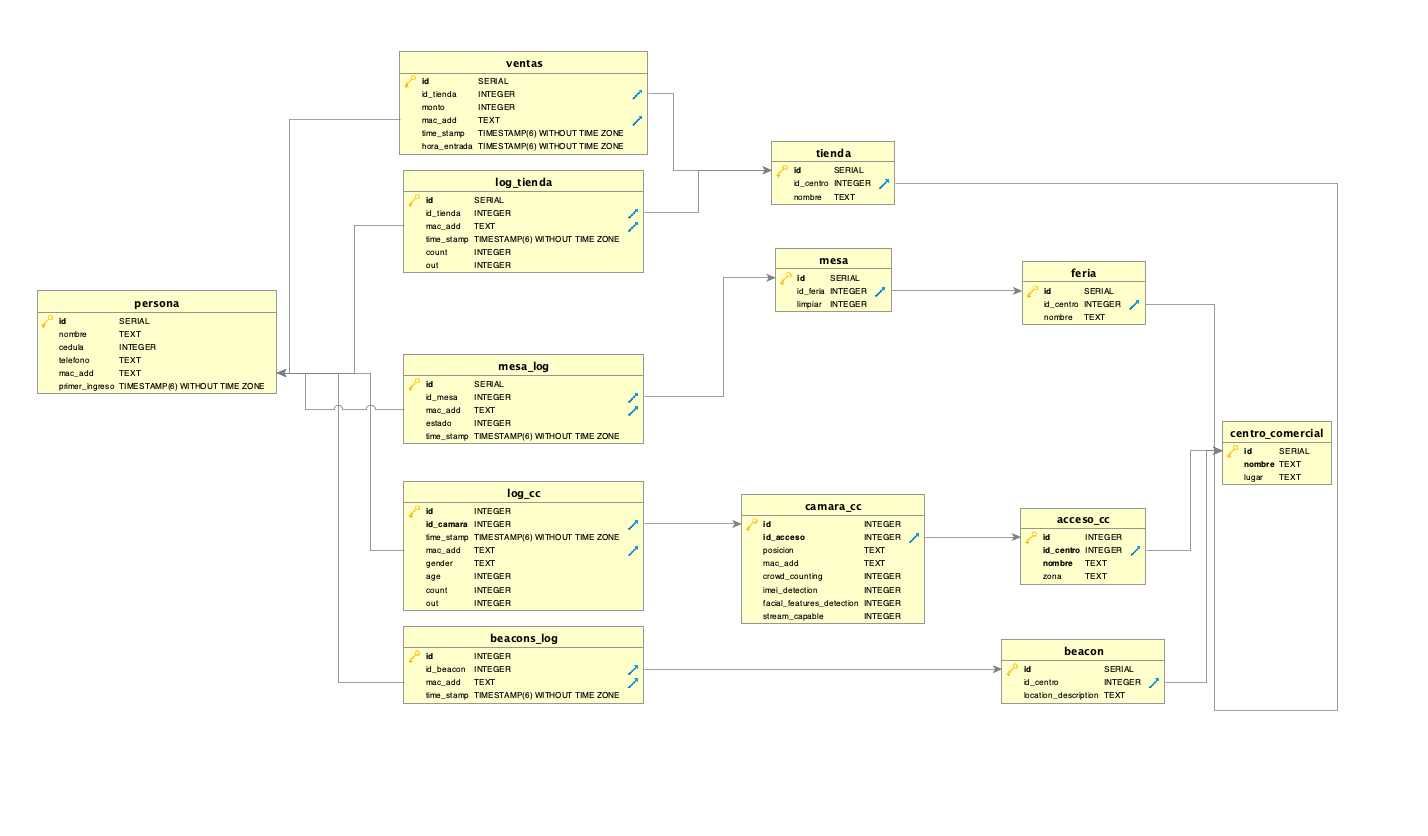 ventas
id SERIAL
id_tienda INTEGER
monto INTEGER
mac_add TEXT
time_stamp TIMESTAMP(6) WITHOUT TIME ZONE
hora_entrada TIMESTAMP(6) WITHOUT TIME ZONE
log_tienda
id SERIAL
id_tienda INTEGER
mac_add TEXT
time_stamp TIMESTAMP(6) WITHOUT TIME ZONE
count INTEGER
out INTEGER
tienda
id SERIAL
id_centro INTEGER
nombre TEXT
mesa
id SERIAL
id_feria INTEGER
limpiar INTEGER
feria
id SERIAL
id_centro INTEGER
nombre TEXT
persona
id SERIAL
nombre TEXT
cedula INTEGER
telefono TEXT
mac_add TEXT
primer_ingreso TIMESTAMP(6) WITHOUT TIME ZONE
mesa_log
id SERIAL
id_mesa INTEGER
mac_add TEXT
estado INTEGER
time_stamp TIMESTAMP(6) WITHOUT TIME ZONE
centro_comercial
id SERIAL
nombre TEXT
lugar TEXT
log_cc
id INTEGER
id_camara INTEGER
time_stamp TIMESTAMP(6) WITHOUT TIME ZONE
mac_add TEXT
gender TEXT
age INTEGER
count INTEGER
out INTEGER
camara_cc
id INTEGER
id_acceso INTEGER
posicion TEXT
mac_add TEXT
crowd_counting INTEGER
imei_detection INTEGER
facial_features_detection INTEGER
stream_capable INTEGER
acceso_cc
id INTEGER
id_centro INTEGER
nombre TEXT
zona TEXT
beacons_log
id INTEGER
id_beacon INTEGER
mac_add TEXT
time_stamp TIMESTAMP(6) WITHOUT TIME ZONE
beacon
id SERIAL
id_centro INTEGER
location_description TEXT